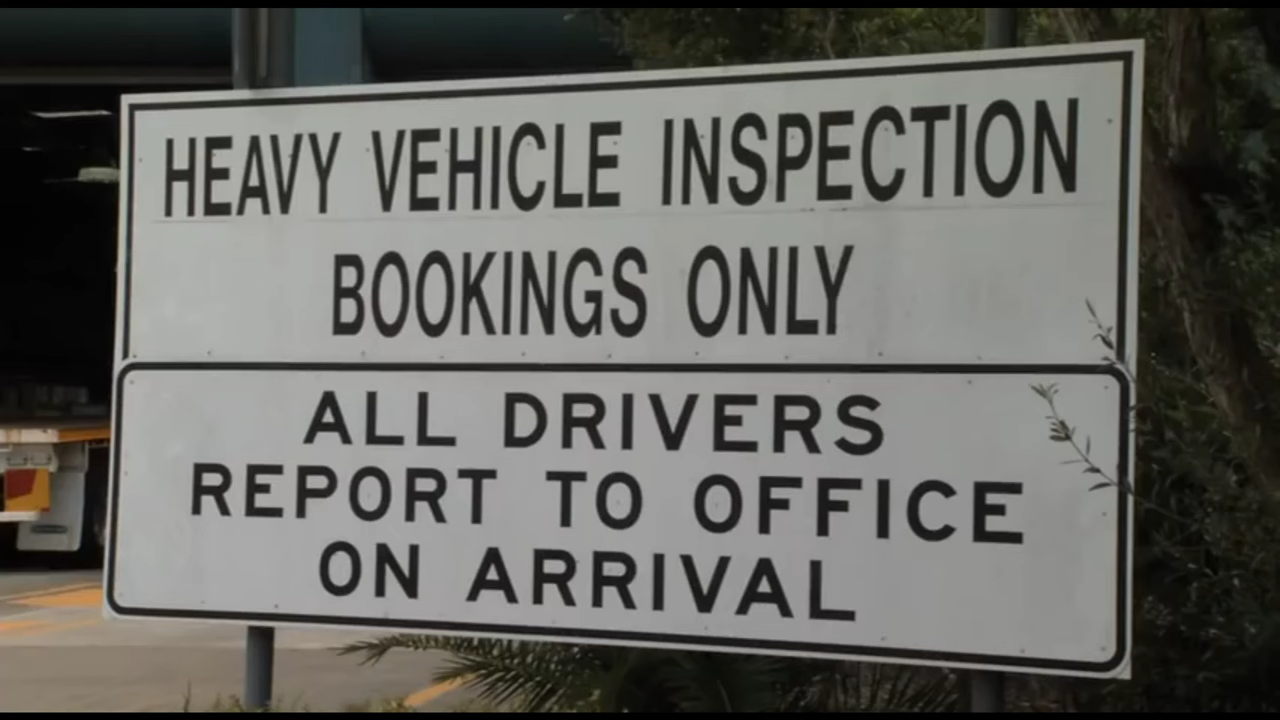 HEAVY VEHICLE INSPECTION
BOOKINGS ONLY
ALL DRIVERS
REPORT TO OFFICE
ON ARRIVAL